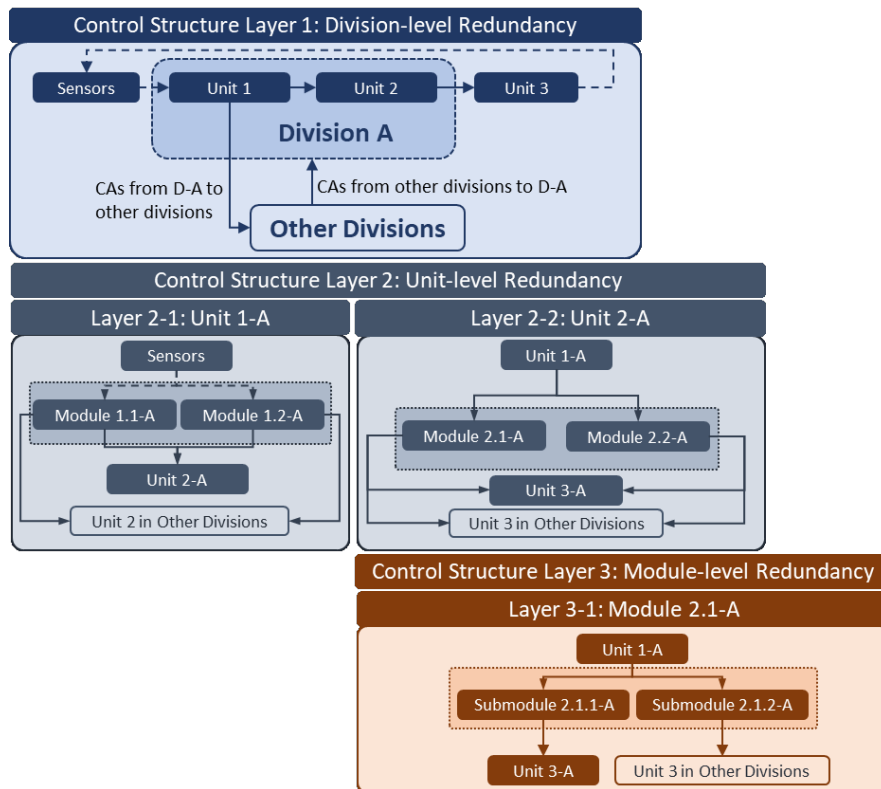 Control Structure Layer 1: Division-level Redundancy
Sensors
Unit 1
Unit 2
Unit 3
Division A
CAs from D-A to
other divisions
CAs from other divisions to D-A
Other Divisions
Control Structure Layer 2: Unit-level Redundancy
Layer 2-1: Unit 1-A
Sensors
Module 1.1-A
Module 1.2-A
Unit 2-A
Unit 2 in Other Divisions
Layer 2-2: Unit 2-A
Unit 1-A
Module 2.1-A
Module 2.2-A
Unit 3-A
Unit 3 in Other Divisions
Control Structure Layer 3: Module-level Redundancy
Layer 3-1: Module 2.1-A
Unit 1-A
Submodule 2.1.1-A
Submodule 2.1.2-A
Unit 3-A
Unit 3 in Other Divisions